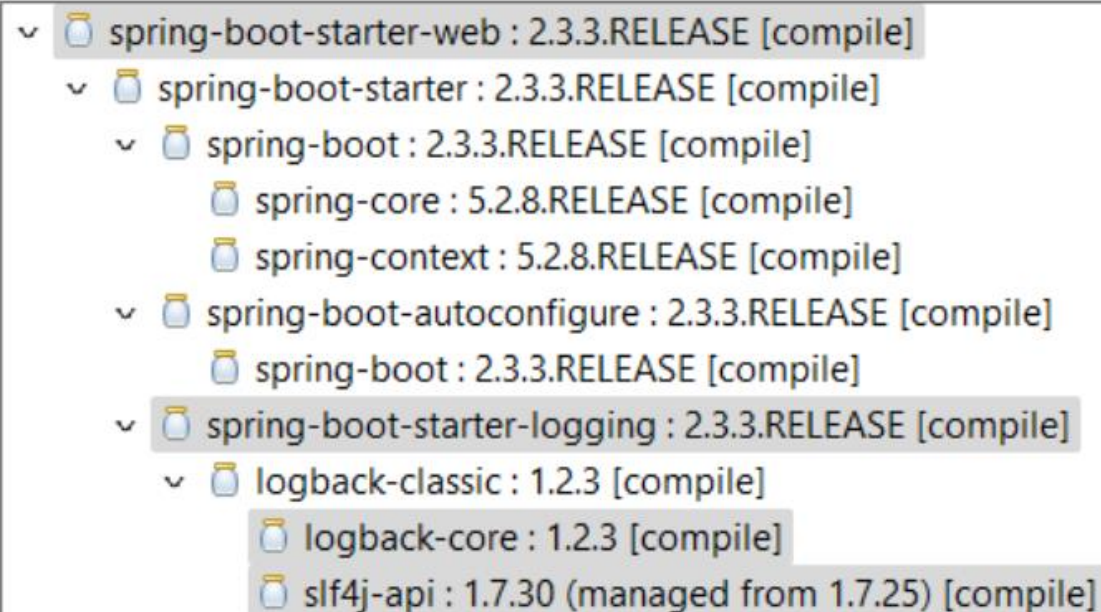 spring-boot-starter-web : 2.3.3.RELEASE [compile]
spring-boot-starter : 2.3.3.RELEASE [compile]
spring-boot : 2.3.3.RELEASE [compile]
spring-core : 5.2.8.RELEASE [compile]
spring-context : 5.2.8.RELEASE [compile]
spring-boot-autoconfigure : 2.3.3.RELEASE [compile]
spring-boot : 2.3.3.RELEASE [compile]
spring-boot-starter-logging : 2.3.3.RELEASE [compile]
logback-classic : 1.2.3 [compile]
logback-core : 1.2.3 [compile]
slf4j-api : 1.7.30 (managed from 1.7.25) [compile]